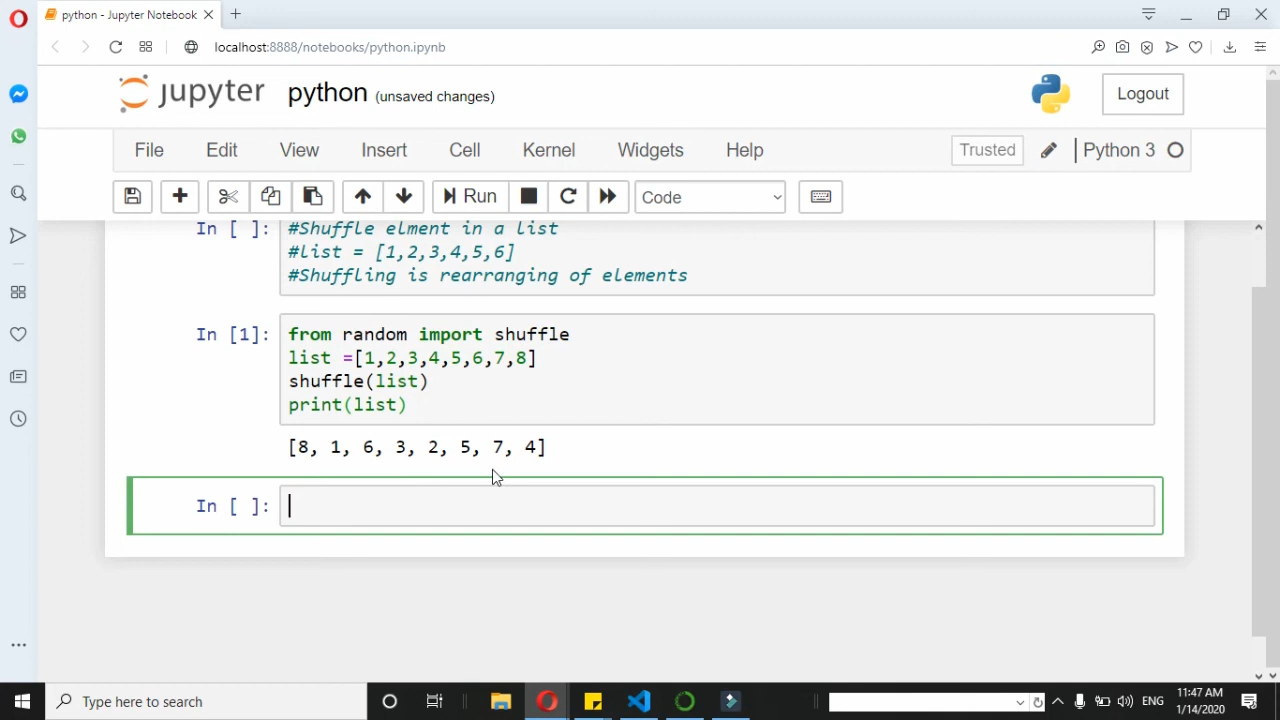 python - Jupyter Notebook
localhost:8888/notebooks/python.ipynb
jupyter python (unsaved changes)
Logout
File Edit View Insert Cell Kernel Widgets Help Trusted Python 3
Run Code
In [ ]: #Shuffle elment in a list
#list = [1,2,3,4,5,6]
#Shuffling is rearranging of elements
In [1]: from random import shuffle
list =[1,2,3,4,5,6,7,8]
shuffle(list)
print(list)
[8, 1, 6, 3, 2, 5, 7, 4]
In [ ]:
Type here to search
ENG
11:47 AM
1/14/2020